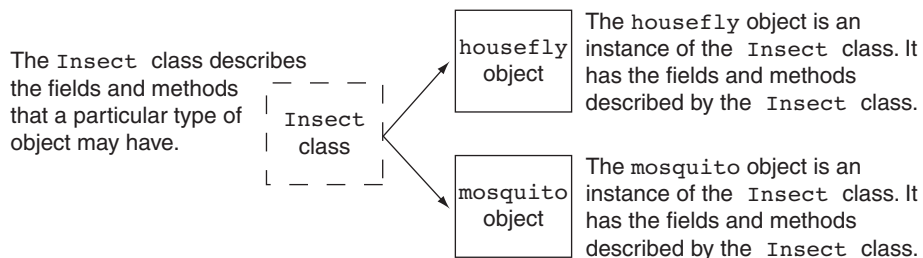 The Insect class describes
the fields and methods
that a particular type of
object may have.
Insect
class
housefly
object
The housefly object is an
instance of the Insect class. It
has the fields and methods
described by the Insect class.
mosquito
object
The mosquito object is an
instance of the Insect class. It
has the fields and methods
described by the Insect class.